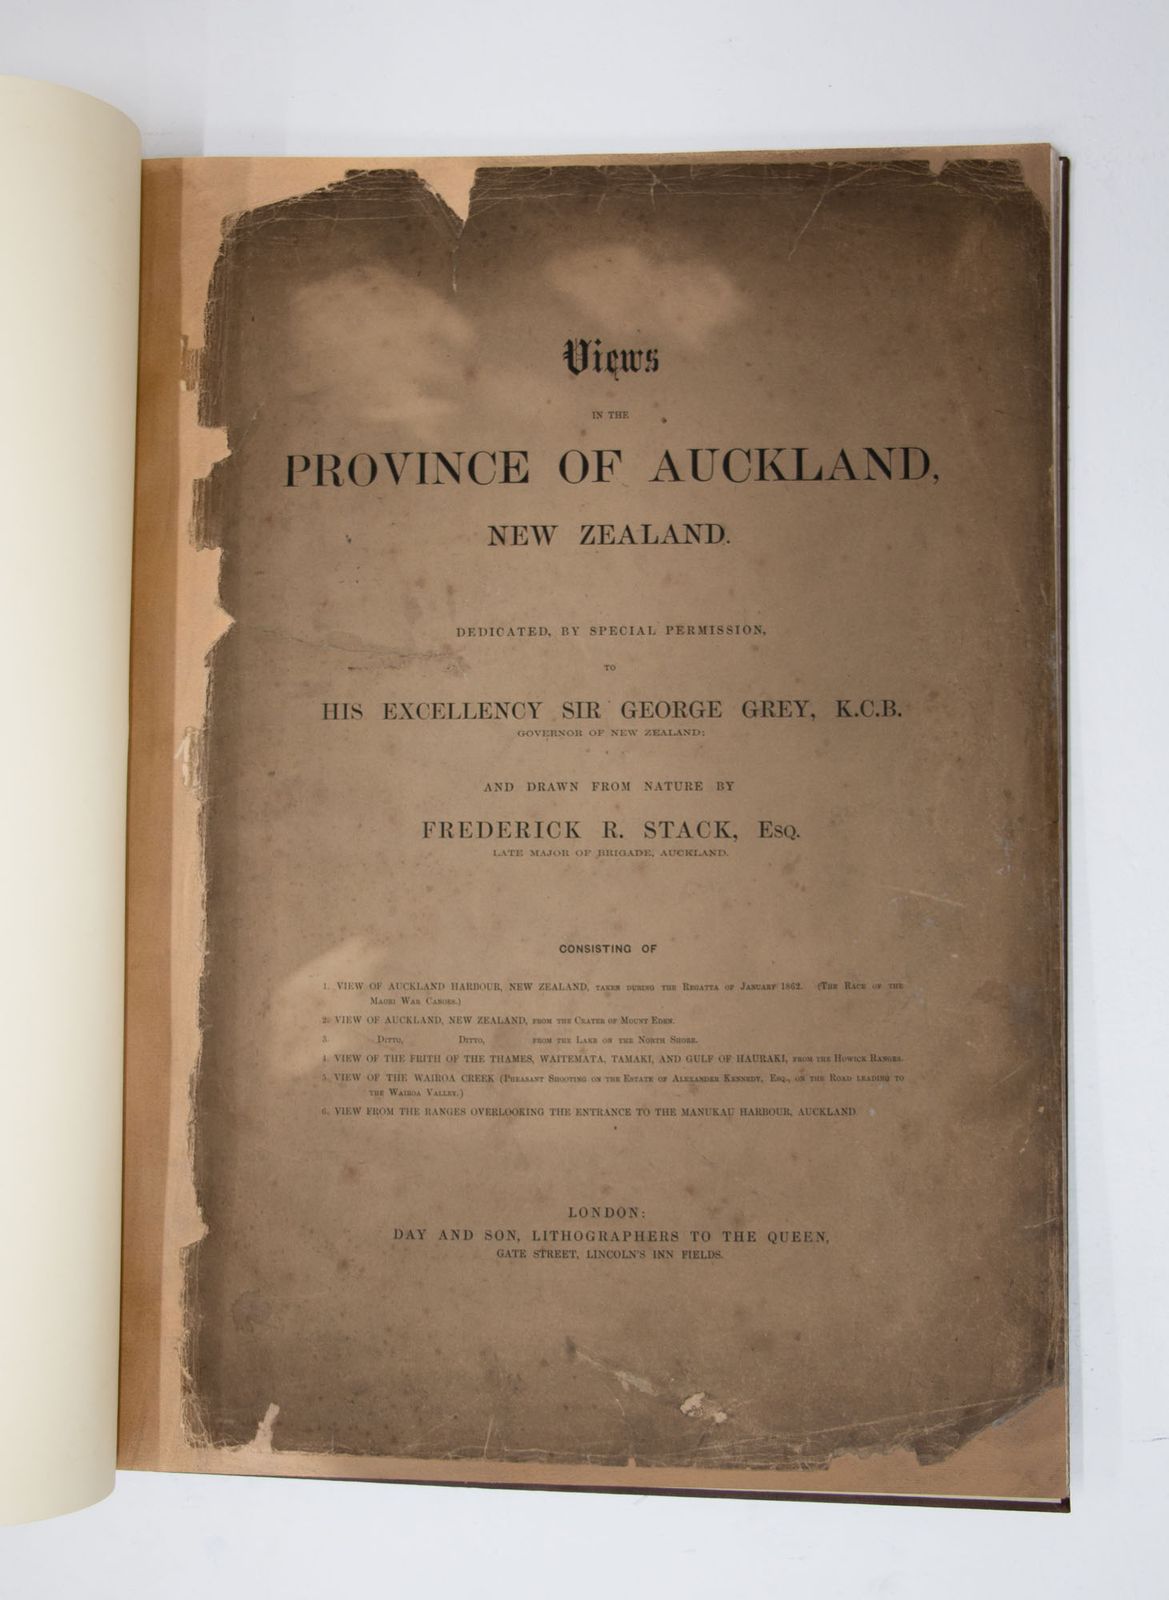 Views
IN THE
PROVINCE OF AUCKLAND,
NEW ZEALAND.
DEDICATED, BY SPECIAL PERMISSION,
TO
HIS EXCELLENCY SIR GEORGE GREY, K.C.B.
GOVERNOR OF NEW ZEALAND;
AND DRAWN FROM NATURE BY
FREDERICK R. STACK, Esq.
LATE MAJOR OF BRIGADE, AUCKLAND.
CONSISTING OF
1. VIEW OF AUCKLAND HARBOUR, NEW ZEALAND, taken during the Regatta of January 1862. (The Race of the
Maori War Canoes.)
2. VIEW OF AUCKLAND, NEW ZEALAND, from the Crater of Mount Eden.
3. Ditto, Ditto, from the Lake on the North Shore.
4. VIEW OF THE FRITH OF THE THAMES, WAITEMATA, TAMAKI, AND GULF OF HAURAKI, from the Howick Ranges.
5. VIEW OF THE WAIROA CREEK (Pheasant Shooting on the Estate of Alexander Kennedy, Esq., on the Road leading to
the Wairoa Valley.)
6. VIEW FROM THE RANGES OVERLOOKING THE ENTRANCE TO THE MANUKAU HARBOUR, AUCKLAND.
LONDON:
DAY AND SON, LITHOGRAPHERS TO THE QUEEN,
GATE STREET, LINCOLN'S INN FIELDS.